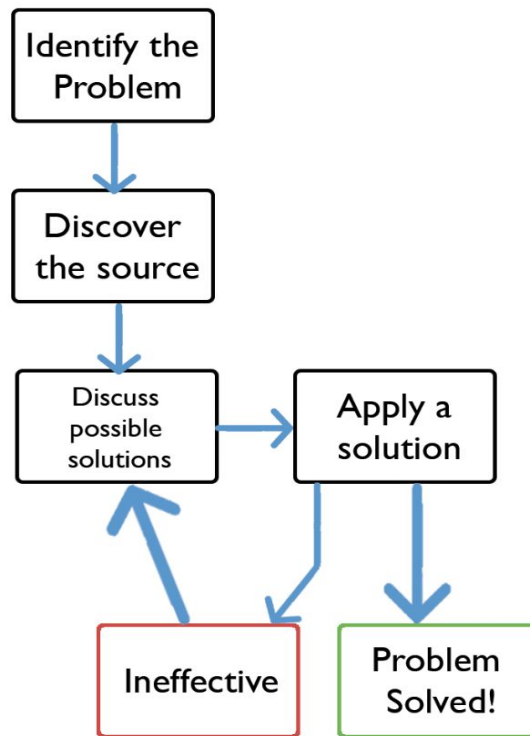 Identify the
Problem
Discover
the source
Discuss
possible
solutions
Apply a
solution
Ineffective
Problem
Solved!